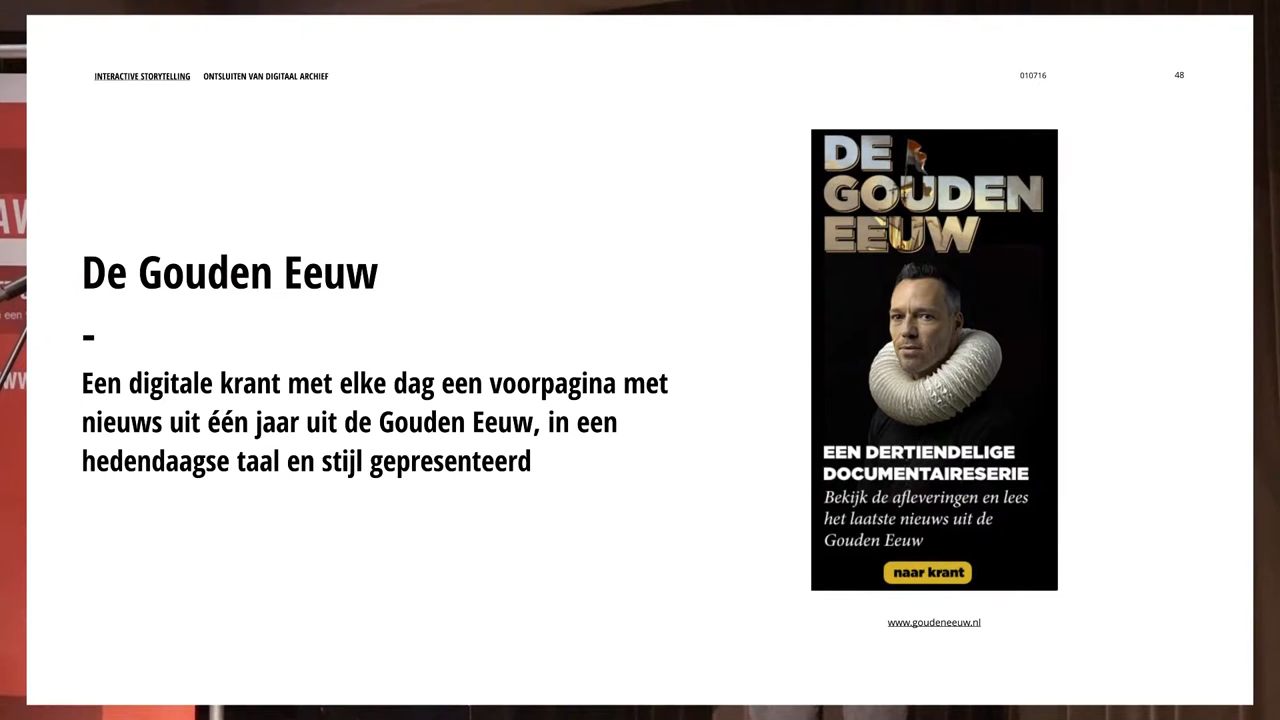 INTERACTIVE STORYTELLING ONTSLUITEN VAN DIGITAAL ARCHIEF 010716 48
De Gouden Eeuw
-
Een digitale krant met elke dag een voorpagina met
nieuws uit één jaar uit de Gouden Eeuw, in een
hedendaagse taal en stijl gepresenteerd
DE
GOUDEN
EEUW
EEN DERTIENDELIGE
DOCUMENTAIRESERIE
Bekijk de afleveringen en lees
het laatste nieuws uit de
Gouden Eeuw
naar krant
www.goudeneeuw.nl